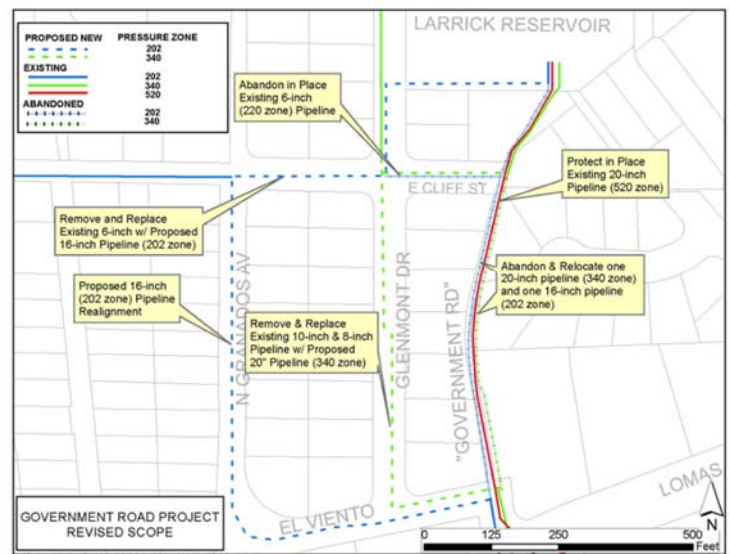 LARRICK RESERVOIR
PROPOSED NEW PRESSURE ZONE
202
340
EXISTING
202
340
520
ABANDONED
202
340
Abandon in Place
Existing 6-inch
(220 zone) Pipeline
Protect in Place
Existing 20-inch
Pipeline (520 zone)
E CLIFF ST
Remove and Replace
Existing 6-inch w/ Proposed
16-inch Pipeline (202 zone)
Abandon & Relocate one
20-inch pipeline (340 zone)
and one 16-inch pipeline
(202 zone)
Proposed 16-inch
(202 zone) Pipeline
Realignment
Remove & Replace
Existing 10-inch & 8-inch
Pipeline w/ Proposed
20" Pipeline (340 zone)
N GRANADOS AV
GLENMONT DR
"GOVERNMENT RD"
LOMAS
EL VIENTO
GOVERNMENT ROAD PROJECT
REVISED SCOPE
N
0 125 250 500
Feet